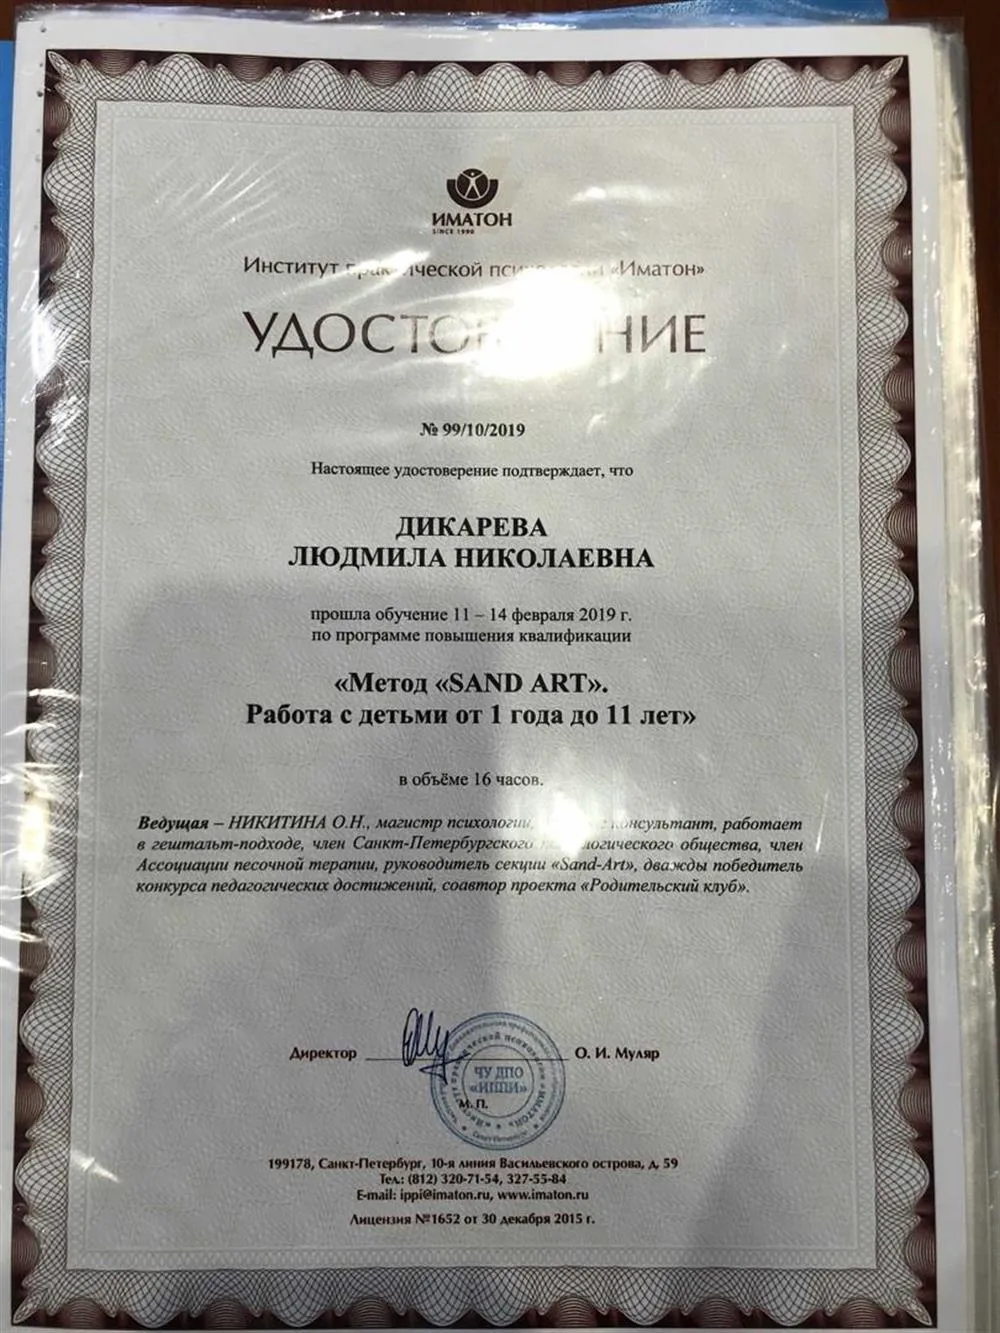 ИМАТОН
SINCE 1990
Институт практической психологии «Иматон»
УДОСТОВЕРЕНИЕ
№ 99/10/2019
Настоящее удостоверение подтверждает, что
ДИКАРЕВА
ЛЮДМИЛА НИКОЛАЕВНА
прошла обучение 11 – 14 февраля 2019 г.
по программе повышения квалификации
«Метод «SAND ART».
Работа с детьми от 1 года до 11 лет»
в объёме 16 часов.
Ведущая – НИКИТИНА О.Н., магистр психологии, консультант, работает
в гештальт-подходе, член Санкт-Петербургского психологического общества, член
Ассоциации песочной терапии, руководитель секции «Sand-Art», дважды победитель
конкурса педагогических достижений, соавтор проекта «Родительский клуб».
Директор
О. И. Муляр
ЧУ ДПО
«ИППИ»
М. П.
199178, Санкт-Петербург, 10-я линия Васильевского острова, д. 59
Тел.: (812) 320-71-54, 327-55-84
E-mail: ippi@imaton.ru, www.imaton.ru
Лицензия №1652 от 30 декабря 2015 г.